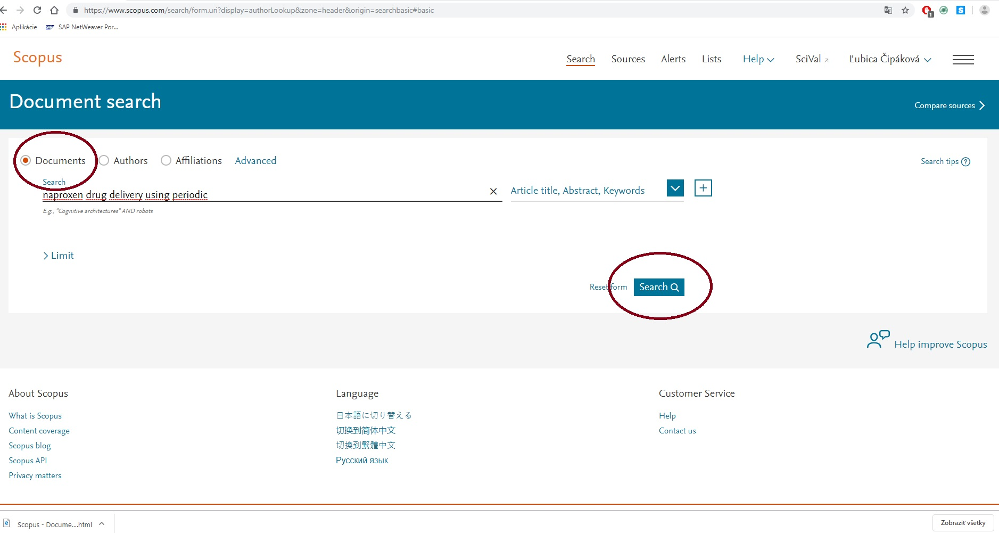 https://www.scopus.com/search/form.uri?display=authorLookup&zone=header&origin=searchbasic#basic
1
S
Aplikácie SAP SAP NetWeaver Por...
Scopus
Search Sources Alerts Lists Help SciVal Ľubica Čipáková
Document search
Compare sources
Documents Authors Affiliations Advanced
Search tips ?
Search
naproxen drug delivery using periodic
Article title, Abstract, Keywords
E.g., "Cognitive architectures" AND robots
Limit
Reset form Search
Help improve Scopus
About Scopus
What is Scopus
Content coverage
Scopus blog
Scopus API
Privacy matters
Language
日本語に切り替える
切换到简体中文
切換到繁體中文
Русский язык
Customer Service
Help
Contact us
Scopus - Docume....html
Zobraziť všetky